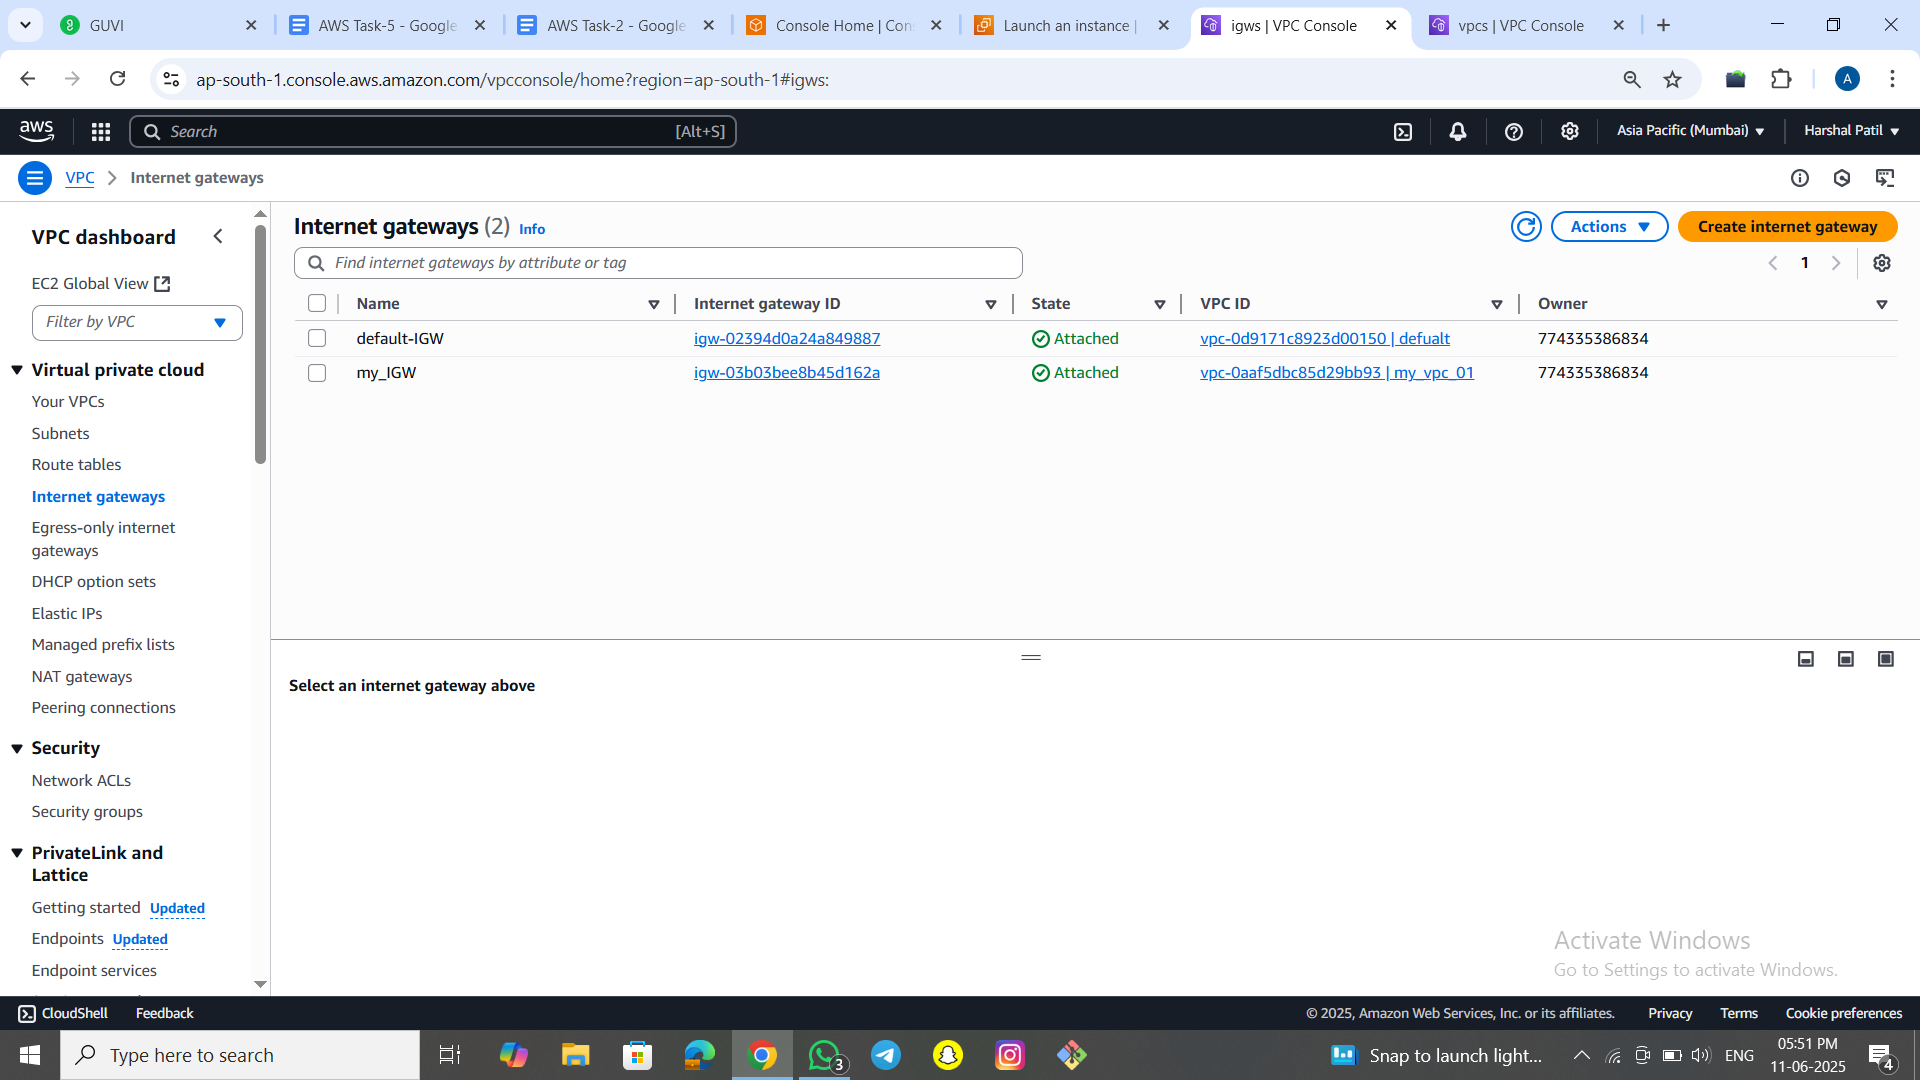 GUVI
AWS Task-5 - Google
AWS Task-2 - Google
Console Home | Con
Launch an instance |
igws | VPC Console
vpcs | VPC Console
ap-south-1.console.aws.amazon.com/vpcconsole/home?region=ap-south-1#igws:
A
aws
Search
[Alt+S]
Asia Pacific (Mumbai)
Harshal Patil
VPC
Internet gateways
VPC dashboard
EC2 Global View
Filter by VPC
Virtual private cloud
Your VPCs
Subnets
Route tables
Internet gateways
Egress-only internet
gateways
DHCP option sets
Elastic IPs
Managed prefix lists
NAT gateways
Peering connections
Security
Network ACLs
Security groups
PrivateLink and
Lattice
Getting started Updated
Endpoints Updated
Endpoint services
Internet gateways (2) Info
Actions
Create internet gateway
Find internet gateways by attribute or tag
1
Name Internet gateway ID State VPC ID Owner
default-IGW igw-02394d0a24a849887 Attached vpc-0d9171c8923d00150 | defualt 774335386834
my_IGW igw-03b03bee8b45d162a Attached vpc-0aaf5dbc85d29bb93 | my_vpc_01 774335386834
Select an internet gateway above
Activate Windows
Go to Settings to activate Windows.
CloudShell
Feedback
© 2025, Amazon Web Services, Inc. or its affiliates.
Privacy
Terms
Cookie preferences
Type here to search
3
Snap to launch light...
ENG
05:51 PM
11-06-2025
4